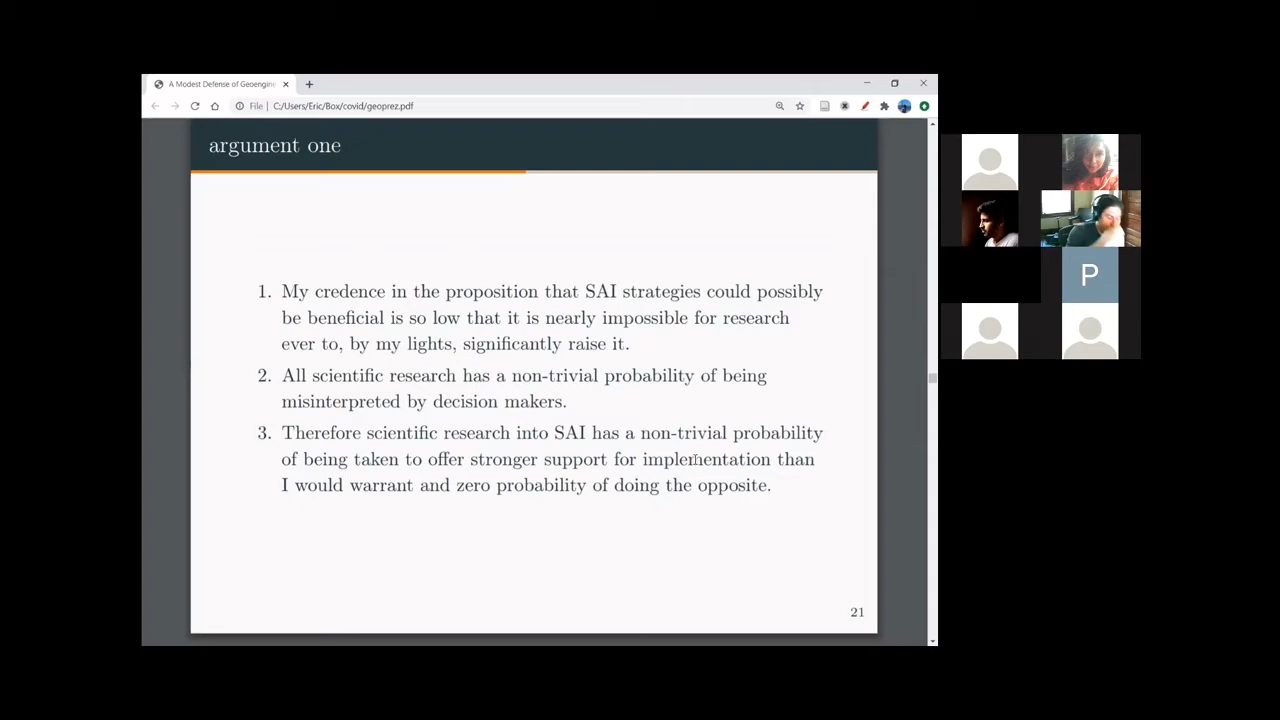 A Modest Defense of Geoengine
File | C:/Users/Eric/Box/covid/geoprez.pdf
argument one
1. My credence in the proposition that SAI strategies could possibly
be beneficial is so low that it is nearly impossible for research
ever to, by my lights, significantly raise it.
2. All scientific research has a non-trivial probability of being
misinterpreted by decision makers.
3. Therefore scientific research into SAI has a non-trivial probability
of being taken to offer stronger support for implementation than
I would warrant and zero probability of doing the opposite.
21
P